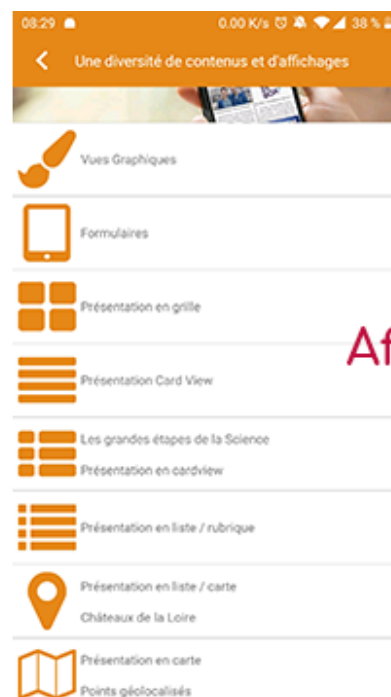 08:29 0.00 K/s 38 %
Une diversité de contenus et d'affichages
Vues Graphiques
Formulaires
Présentation en grille
Af
Présentation Card View
Les grandes étapes de la Science
Présentation en cardview
Présentation en liste / rubrique
Présentation en liste / carte
Châteaux de la Loire
Présentation en carte
Points géolocalisés